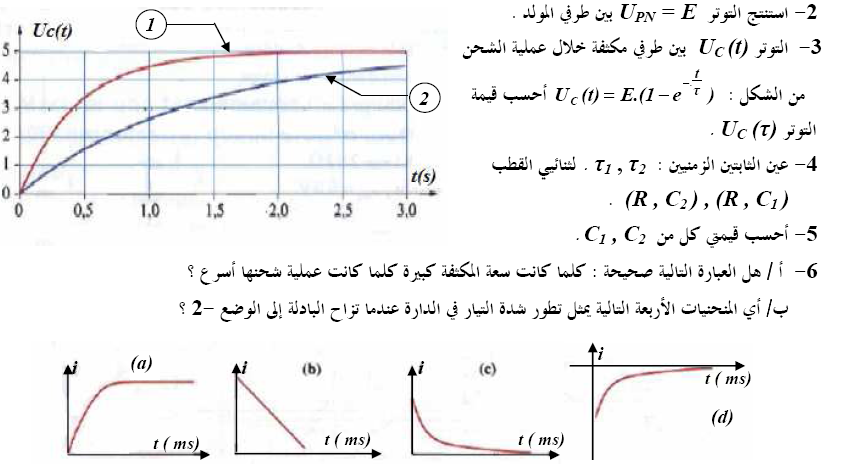 2– استنتج التوتر U_PN = E بين طرفي المولد .
3– التوتر U_C (t) بين طرفي مكثفة خلال عملية الشحن
من الشكل : U_C (t) = E.(1 – e^(-t/τ)) أحسب قيمة
التوتر U_C (τ) .
4– عين الثابتين الزمنيين : τ1 , τ2 . لثنائيي القطب
(R , C2) , (R , C1) .
5– أحسب قيمتي كل من C1 , C2 .
6– أ / هل العبارة التالية صحيحة : كلما كانت سعة المكثفة كبيرة كلما كانت عملية شحنها أسرع ؟
ب/ أي المنحنيات الأربعة التالية يمثل تطور شدة التيار في الدارة عندما تزاح البادلة إلى الوضع –2 ؟
Uc(t)
1
5
4
3
2
2
1
t(s)
0
0 0,5 1,0 1,5 2,0 2,5 3,0
i (a) t ( ms)
i (b) t ( ms)
i (c) t ( ms)
i t ( ms) (d)